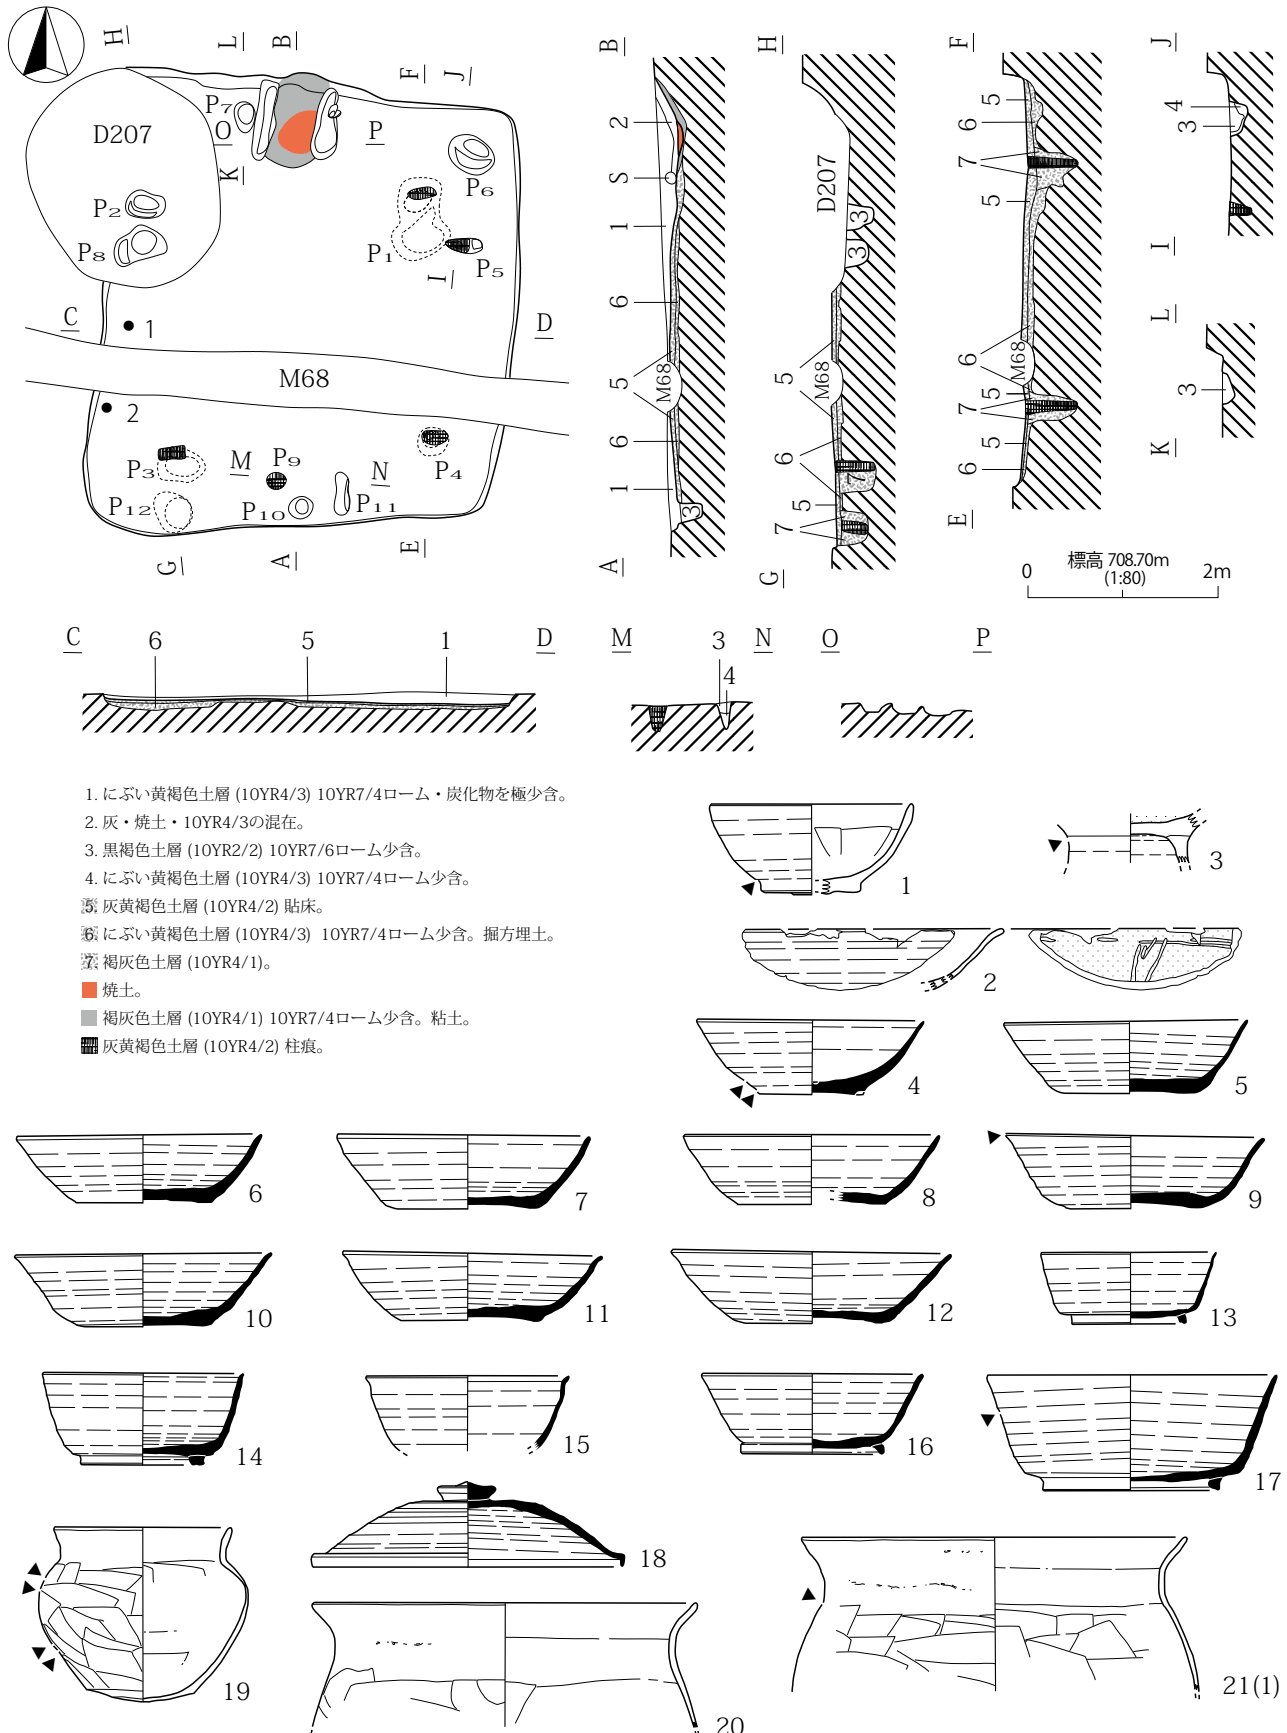 H L B F J
P7 O P K
D207
P6
P2
P8
P1 I P5
C 1 D
M68
2
P3 M P9 N P4
P12 P10 P11
G A E
B
2
S
1
6
5 M68
6
1
3
A
H
D207
3
3
5 M68
6
7
5
7
G
F
5
6
7
5
6
M68
5
7
5
6
E
J
4
3
I
L
3
K
標高 708.70m
0 (1:80) 2m
C 6 5 1 D M 3 N O P
4
1. にぶい黄褐色土層 (10YR4/3) 10YR7/4ローム・炭化物を極少含。
2. 灰・焼土・10YR4/3の混在。
3. 黒褐色土層 (10YR2/2) 10YR7/6ローム少含。
4. にぶい黄褐色土層 (10YR4/3) 10YR7/4ローム少含。
5. 灰黄褐色土層 (10YR4/2) 貼床。
6. にぶい黄褐色土層 (10YR4/3) 10YR7/4ローム少含。掘方埋土。
7. 褐灰色土層 (10YR4/1)。
焼土。
褐灰色土層 (10YR4/1) 10YR7/4ローム少含。粘土。
灰黄褐色土層 (10YR4/2) 柱痕。
1 3
2
4 5
6 7 8 9
10 11 12 13
14 15 16 17
18
19 20 21(1)